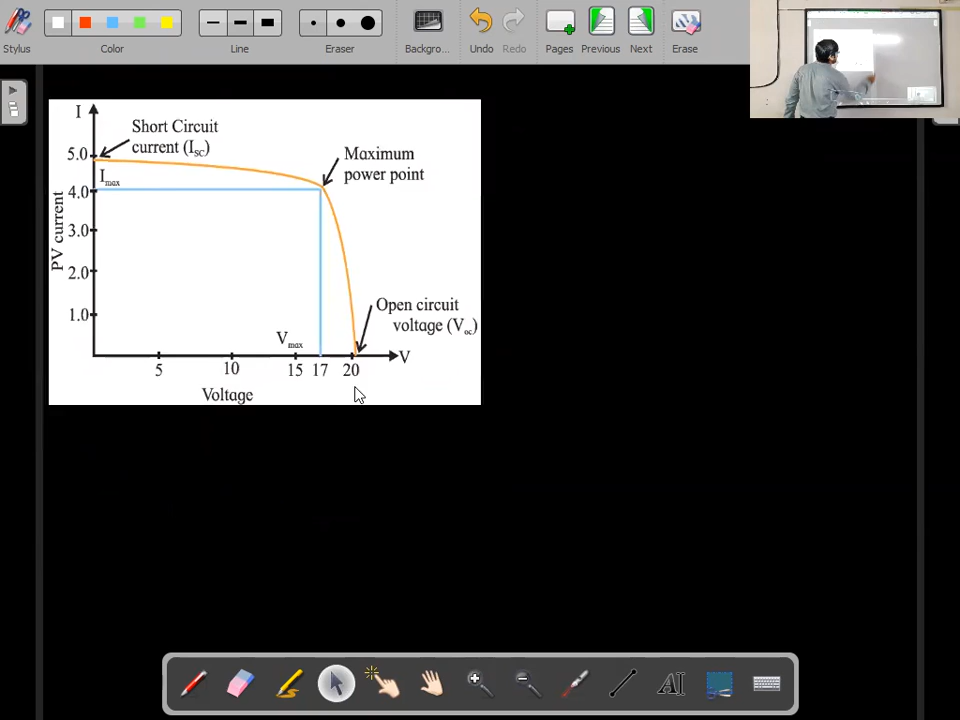 Stylus
Color
Line
Eraser
Backgro...
Undo
Redo
Pages
Previous
Next
Erase
I
Short Circuit
current (ISC)
5.0
Maximum
power point
Imax
4.0
PV current
3.0
2.0
Open circuit
voltage (Voc)
1.0
Vmax
V
5
10
15
17
20
Voltage
AI